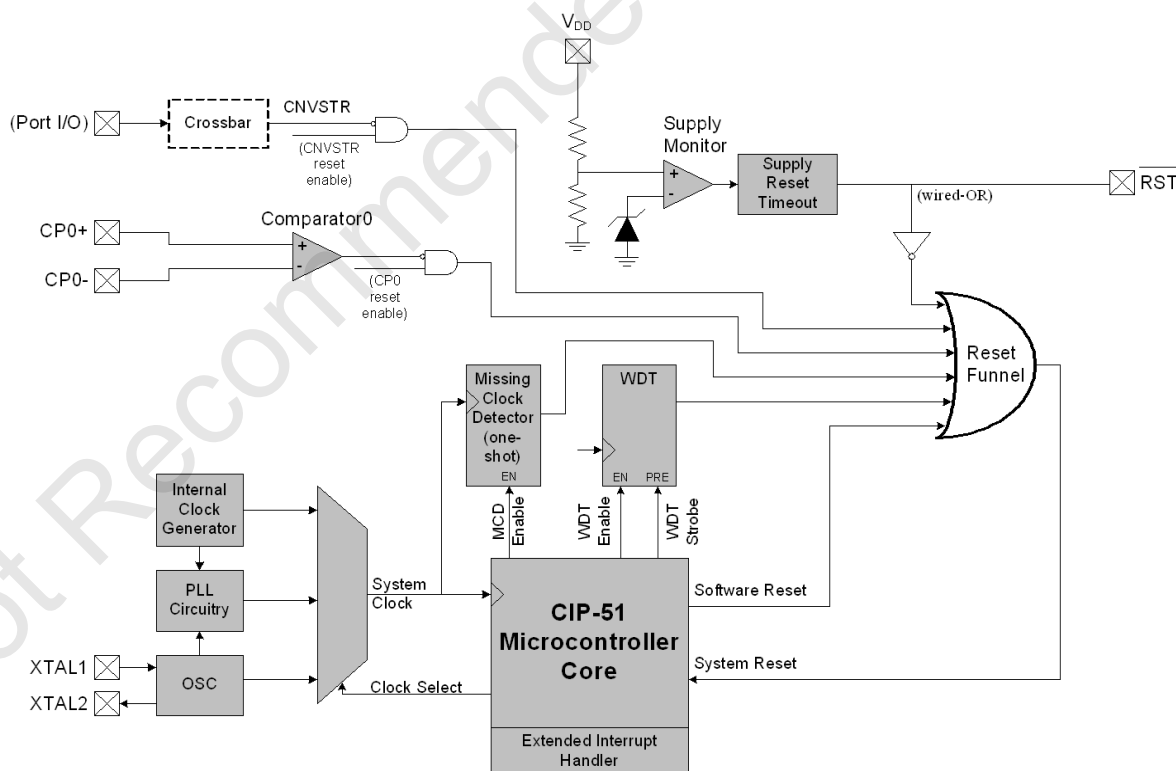 ot Recommende
V_DD
(Port I/O)
Crossbar
CNVSTR
(CNVSTR
reset
enable)
Supply
Monitor
+
-
Supply
Reset
Timeout
(wired-OR)
RST
Comparator0
CP0+
CP0-
+
-
(CP0
reset
enable)
Reset
Funnel
Missing
Clock
Detector
(one-
shot)
EN
WDT
EN
PRE
MCD
Enable
WDT
Enable
WDT
Strobe
Internal
Clock
Generator
PLL
Circuitry
OSC
XTAL1
XTAL2
System
Clock
Clock Select
CIP-51
Microcontroller
Core
Software Reset
System Reset
Extended Interrupt
Handler